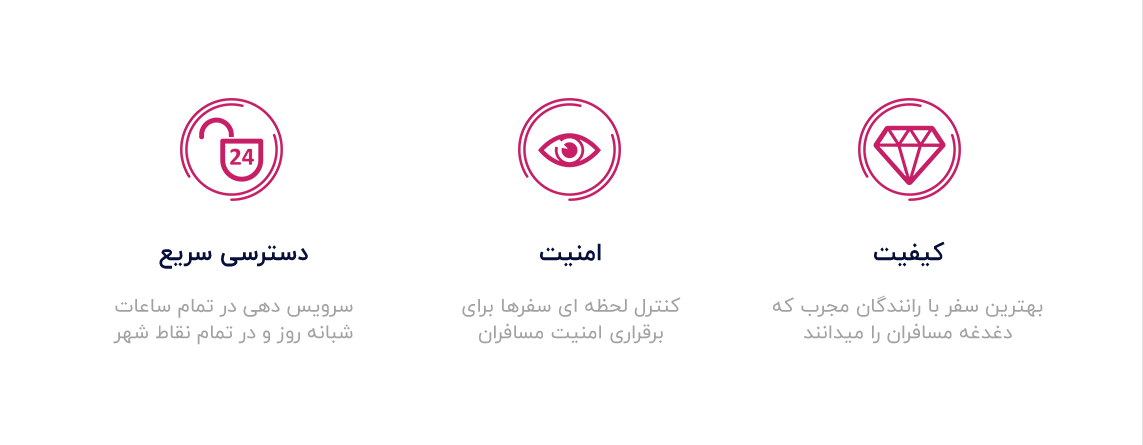 کیفیت
بهترین سفر با رانندگان مجرب که
دغدغه مسافران را میدانند
امنیت
کنترل لحظه ای سفرها برای
برقراری امنیت مسافران
24
دسترسی سریع
سرویس دهی در تمام ساعات
شبانه روز و در تمام نقاط شهر